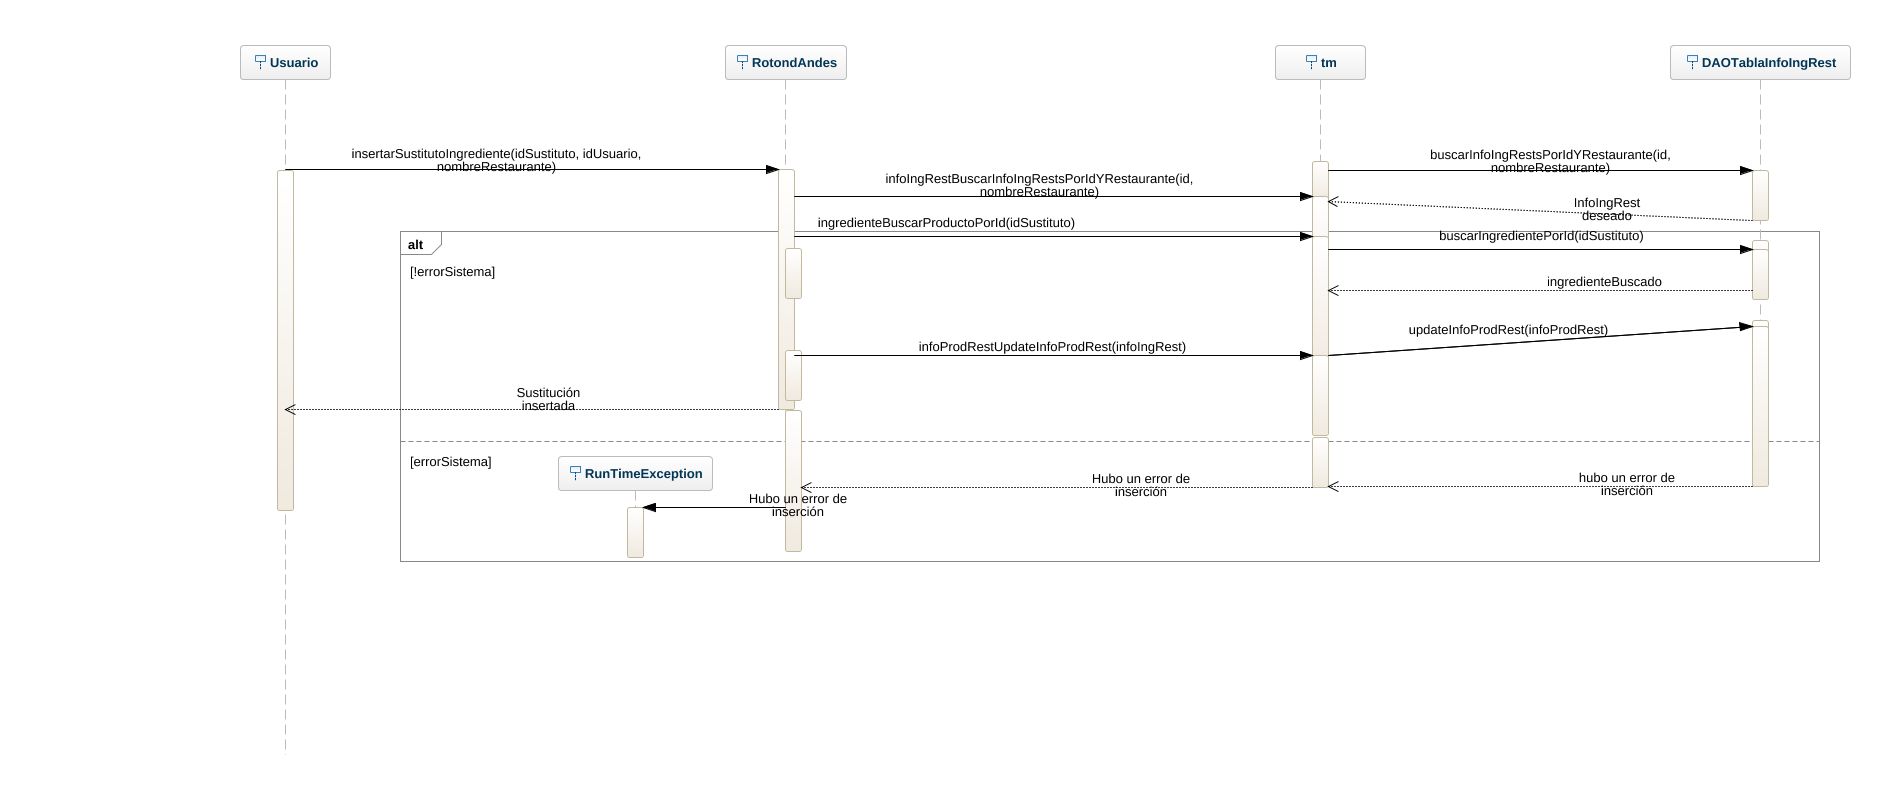 Usuario
RotondAndes
tm
DAOTablaInfoIngRest
insertarSustitutoIngrediente(idSustituto, idUsuario,
nombreRestaurante)
buscarInfoIngRestsPorIdYRestaurante(id,
nombreRestaurante)
infoIngRestBuscarInfoIngRestsPorIdYRestaurante(id,
nombreRestaurante)
InfoIngRest
deseado
ingredienteBuscarProductoPorId(idSustituto)
buscarIngredientePorId(idSustituto)
alt
[!errorSistema]
ingredienteBuscado
updateInfoProdRest(infoProdRest)
infoProdRestUpdateInfoProdRest(infoIngRest)
Sustitución
insertada
[errorSistema]
RunTimeException
Hubo un error de
inserción
hubo un error de
inserción
Hubo un error de
inserción